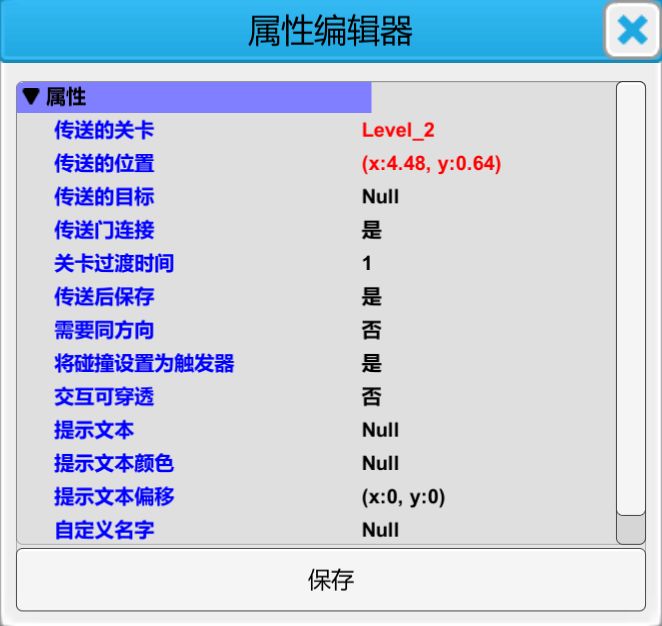 属性编辑器
▼ 属性
传送的关卡 Level_2
传送的位置 (x:4.48, y:0.64)
传送的目标 Null
传送门连接 是
关卡过渡时间 1
传送后保存 是
需要同方向 否
将碰撞设置为触发器 是
交互可穿透 否
提示文本 Null
提示文本颜色 Null
提示文本偏移 (x:0, y:0)
自定义名字 Null
保存